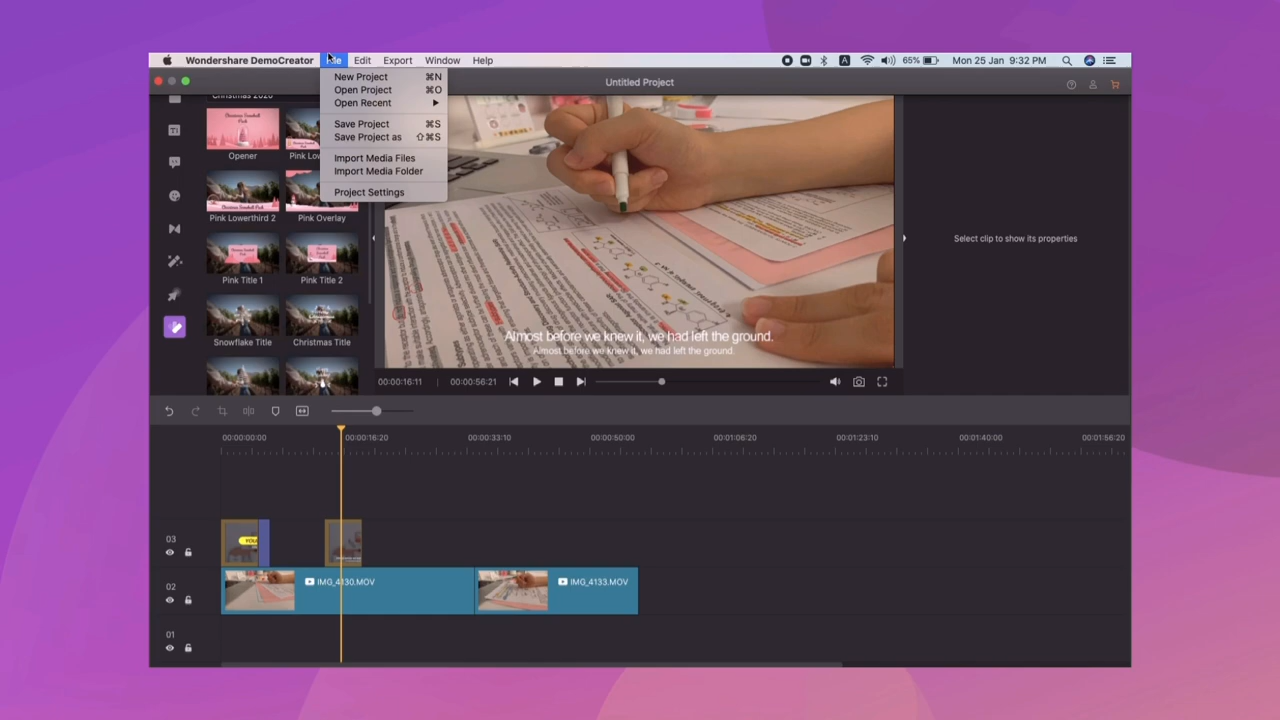 Wondershare DemoCreator File Edit Export Window Help
A 65% Mon 25 Jan 9:32 PM
New Project ⌘N
Open Project ⌘O
Open Recent
Save Project ⌘S
Save Project as ⇧⌘S
Import Media Files
Import Media Folder
Project Settings
Untitled Project
Christmas 2020
Opener
Pink Lowerthird 2
Pink Overlay
Pink Title 1
Pink Title 2
Snowflake Title
Christmas Title
Select clip to show its properties
Almost before we knew it, we had left the ground.
Almost before we knew it, we had left the ground.
00:00:16:11 | 00:00:56:21
00:00:00:00 00:00:16:20 00:00:33:10 00:00:50:00 00:01:06:20 00:01:23:10 00:01:40:00 00:01:56:20
03
02
IMG_4130.MOV
IMG_4133.MOV
01